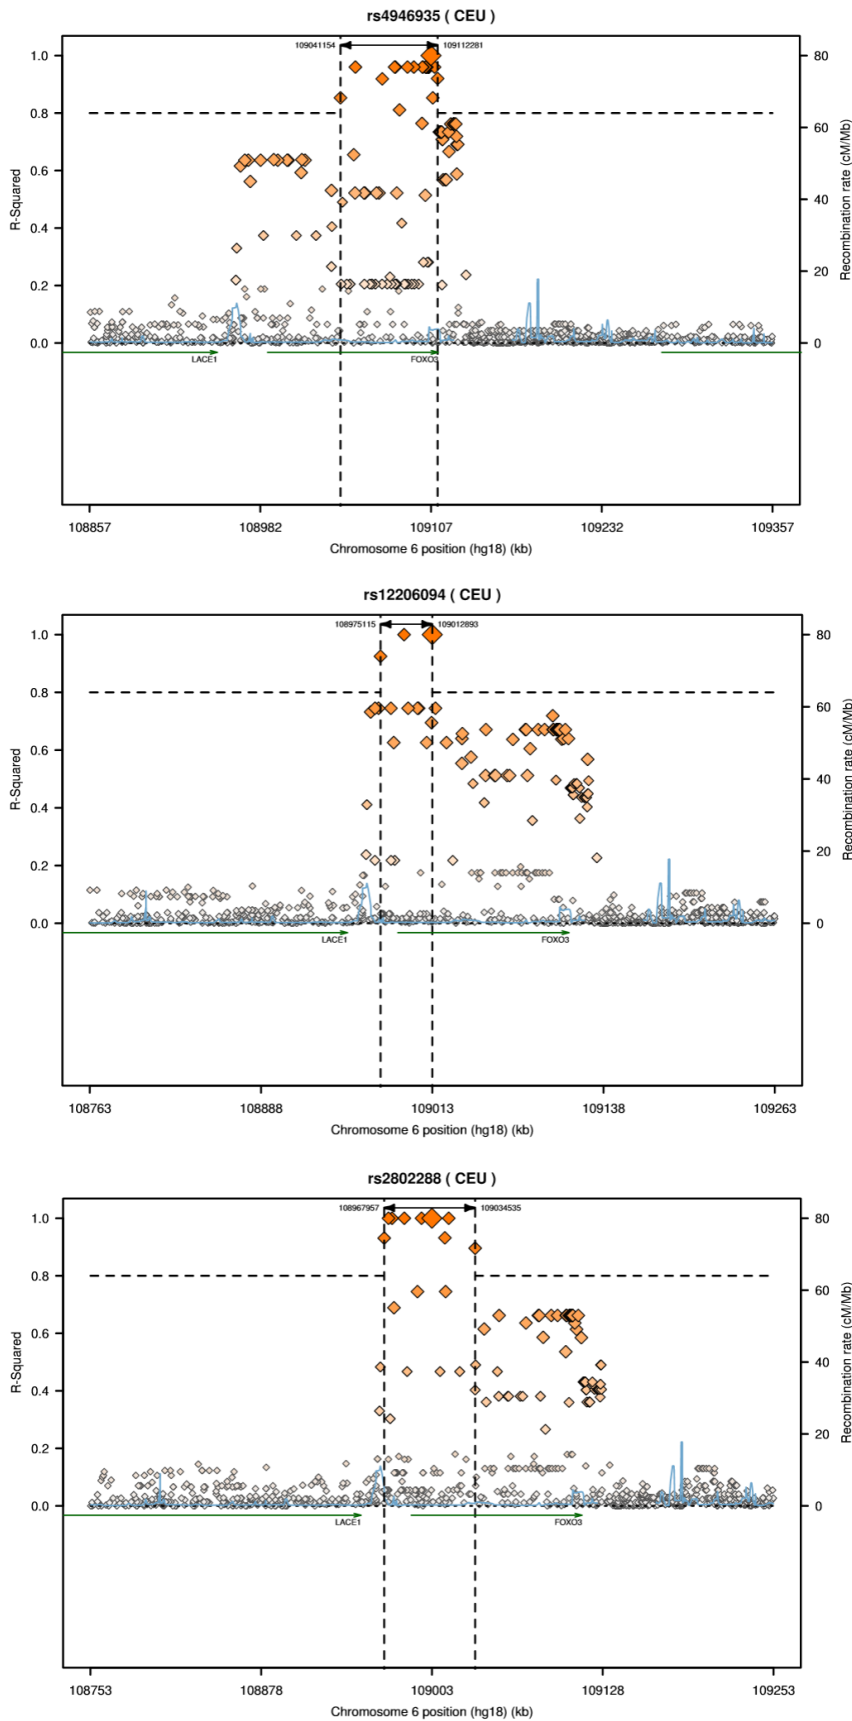 rs4946935 ( CEU )
109041154 109112281
1.0 80
0.8
60
0.6
40
0.4
20
0.2
0.0 0
R-Squared
Recombination rate (cM/Mb)
LACE1 FOXO3
108857 108982 109107 109232 109357
Chromosome 6 position (hg18) (kb)
rs12206094 ( CEU )
108975115 109012893
1.0 80
0.8
60
0.6
40
0.4
20
0.2
0.0 0
R-Squared
Recombination rate (cM/Mb)
LACE1 FOXO3
108763 108888 109013 109138 109263
Chromosome 6 position (hg18) (kb)
rs2802288 ( CEU )
108967957 109034535
1.0 80
0.8
60
0.6
40
0.4
20
0.2
0.0 0
R-Squared
Recombination rate (cM/Mb)
LACE1 FOXO3
108753 108878 109003 109128 109253
Chromosome 6 position (hg18) (kb)